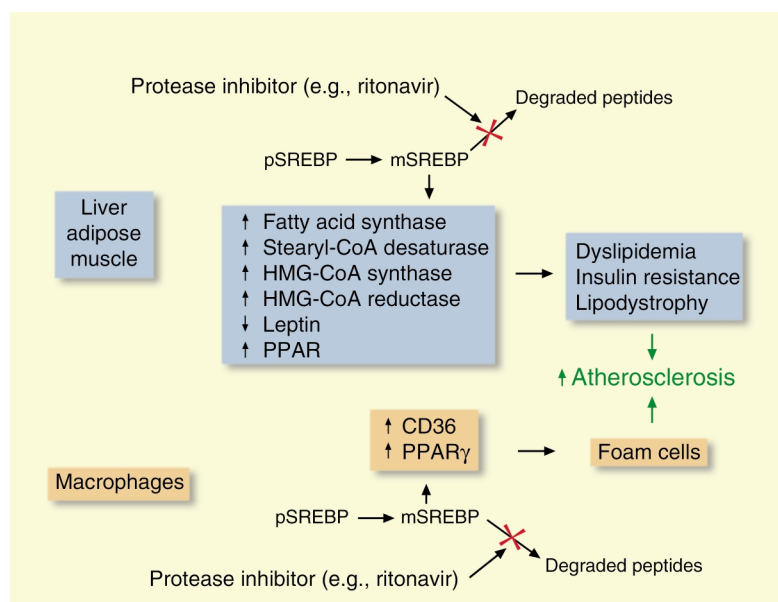 Protease inhibitor (e.g., ritonavir)
Degraded peptides
pSREBP → mSREBP
Liver
adipose
muscle
↑ Fatty acid synthase
↑ Stearyl-CoA desaturase
↑ HMG-CoA synthase
↑ HMG-CoA reductase
↓ Leptin
↑ PPAR
Dyslipidemia
Insulin resistance
Lipodystrophy
↑ Atherosclerosis
↑ CD36
↑ PPARγ
Foam cells
Macrophages
pSREBP → mSREBP
Degraded peptides
Protease inhibitor (e.g., ritonavir)